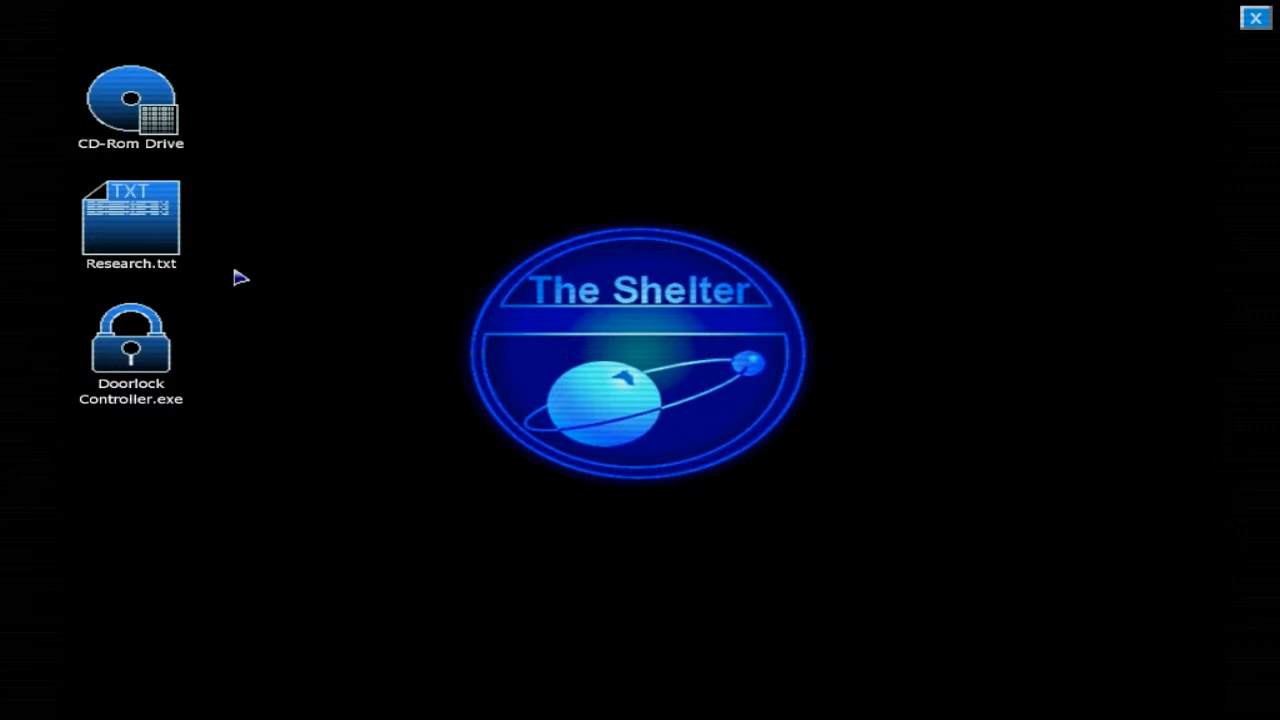 X
CD-Rom Drive
TXT
Research.txt
Doorlock
Controller.exe
The Shelter